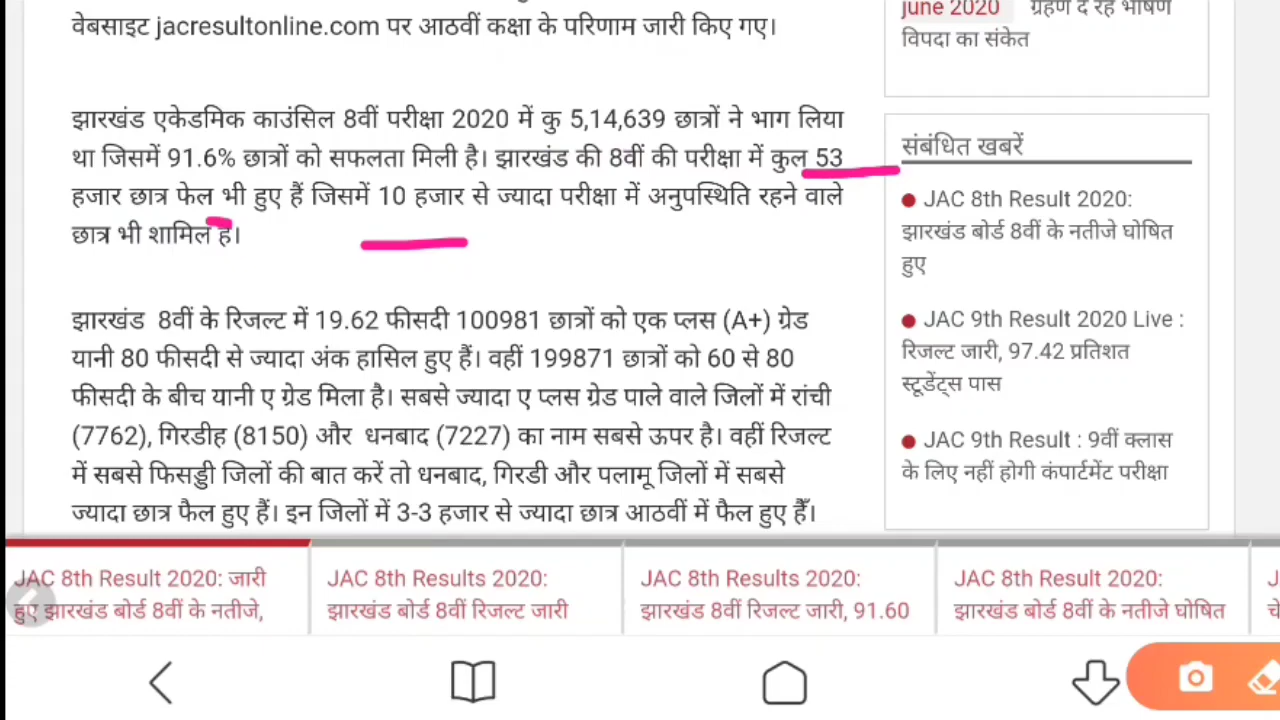 वेबसाइट jacresultonline.com पर आठवीं कक्षा के परिणाम जारी किए गए।
झारखंड एकेडमिक काउंसिल 8वीं परीक्षा 2020 में कु 5,14,639 छात्रों ने भाग लिया
था जिसमें 91.6% छात्रों को सफलता मिली है। झारखंड की 8वीं की परीक्षा में कुल 53
हजार छात्र फेल भी हुए हैं जिसमें 10 हजार से ज्यादा परीक्षा में अनुपस्थिति रहने वाले
छात्र भी शामिल हैं।
झारखंड 8वीं के रिजल्ट में 19.62 फीसदी 100981 छात्रों को एक प्लस (A+) ग्रेड
यानी 80 फीसदी से ज्यादा अंक हासिल हुए हैं। वहीं 199871 छात्रों को 60 से 80
फीसदी के बीच यानी ए ग्रेड मिला है। सबसे ज्यादा ए प्लस ग्रेड पाले वाले जिलों में रांची
(7762), गिरडीह (8150) और धनबाद (7227) का नाम सबसे ऊपर है। वहीं रिजल्ट
में सबसे फिसड्डी जिलों की बात करें तो धनबाद, गिरडी और पलामू जिलों में सबसे
ज्यादा छात्र फैल हुए हैं। इन जिलों में 3-3 हजार से ज्यादा छात्र आठवीं में फैल हुए हैं।
june 2020 ग्रहण दे रहे भीषण
विपदा का संकेत
संबंधित खबरें
JAC 8th Result 2020:
झारखंड बोर्ड 8वीं के नतीजे घोषित
हुए
JAC 9th Result 2020 Live :
रिजल्ट जारी, 97.42 प्रतिशत
स्टूडेंट्स पास
JAC 9th Result : 9वीं क्लास
के लिए नहीं होगी कंपार्टमेंट परीक्षा
JAC 8th Result 2020: जारी
हुए झारखंड बोर्ड 8वीं के नतीजे,
JAC 8th Results 2020:
झारखंड बोर्ड 8वीं रिजल्ट जारी
JAC 8th Results 2020:
झारखंड 8वीं रिजल्ट जारी, 91.60
JAC 8th Result 2020:
झारखंड बोर्ड 8वीं के नतीजे घोषित